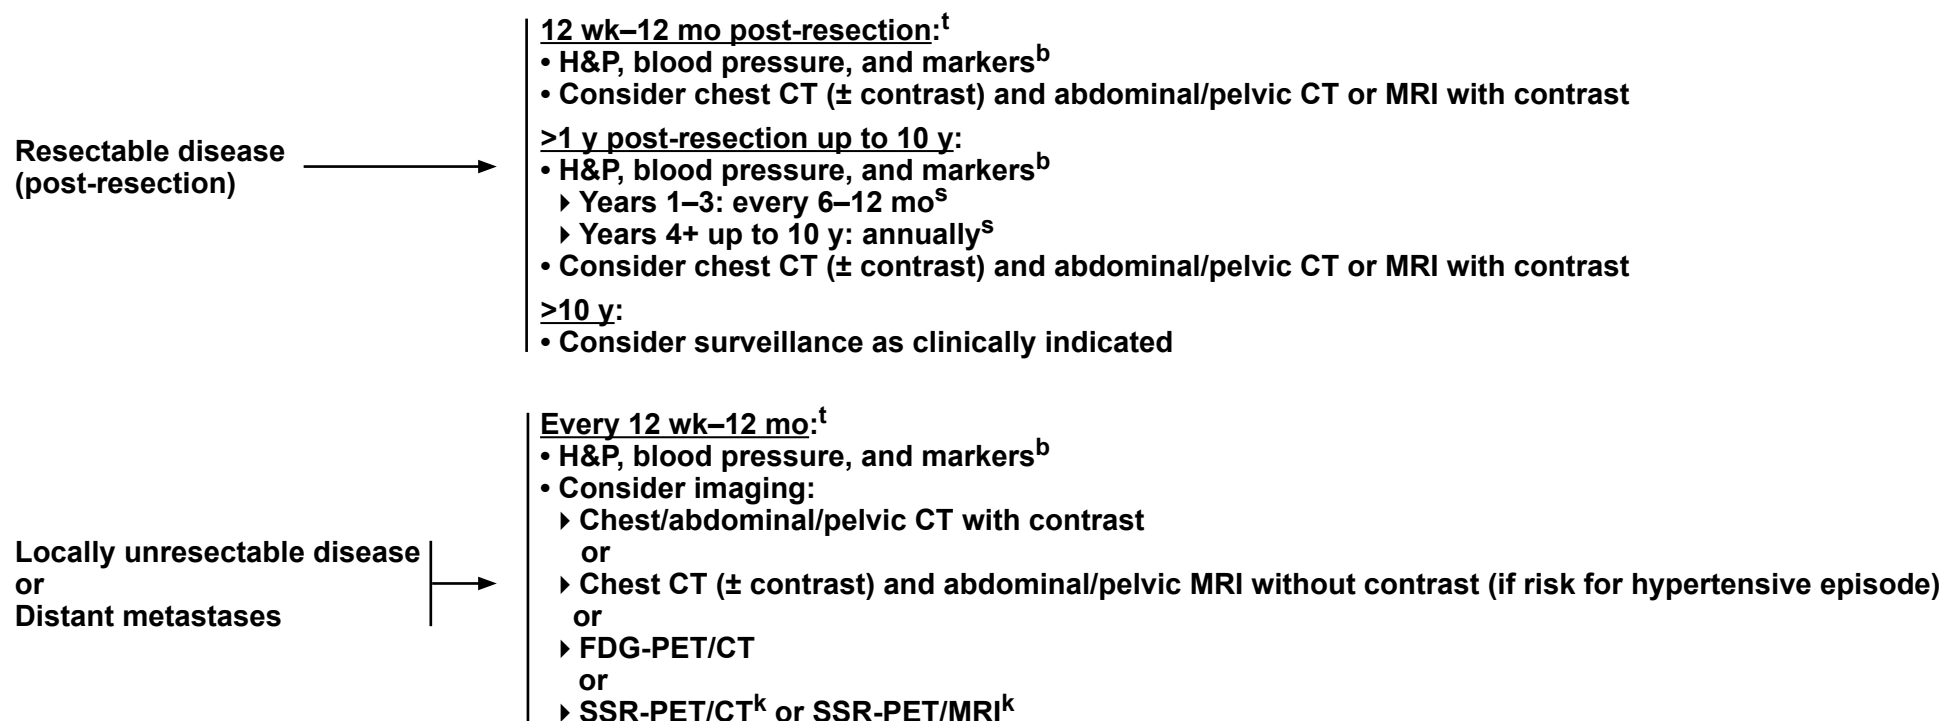 12 wk–12 mo post-resection:t
• H&P, blood pressure, and markersb
• Consider chest CT (± contrast) and abdominal/pelvic CT or MRI with contrast
Resectable disease
(post-resection)
>1 y post-resection up to 10 y:
• H&P, blood pressure, and markersb
▸ Years 1–3: every 6–12 mos
▸ Years 4+ up to 10 y: annuallys
• Consider chest CT (± contrast) and abdominal/pelvic CT or MRI with contrast
>10 y:
• Consider surveillance as clinically indicated
Locally unresectable disease
or
Distant metastases
Every 12 wk–12 mo:t
• H&P, blood pressure, and markersb
• Consider imaging:
▸ Chest/abdominal/pelvic CT with contrast
or
▸ Chest CT (± contrast) and abdominal/pelvic MRI without contrast (if risk for hypertensive episode)
or
▸ FDG-PET/CT
or
▸ SSR-PET/CTk or SSR-PET/MRIk